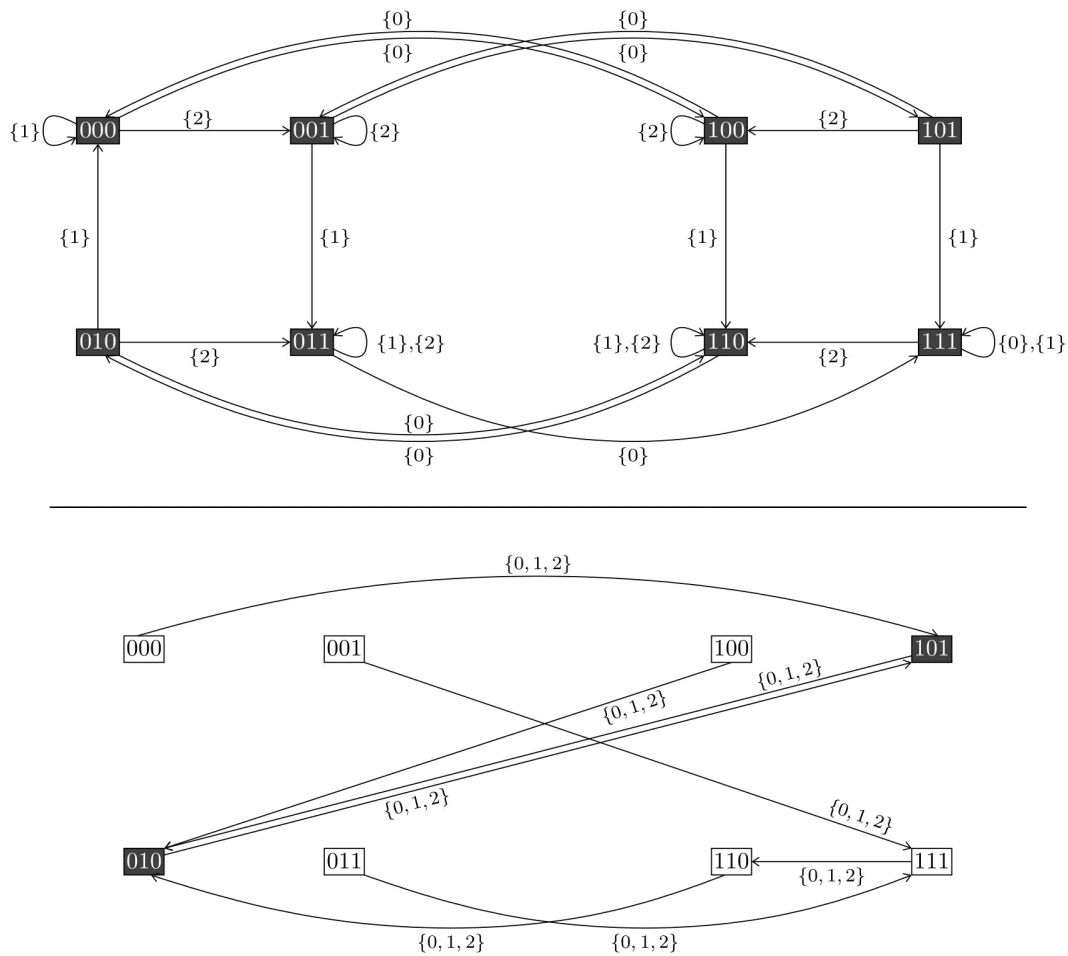 {0} {0}
{0} {0}
{1} 000 {2} 001 {2} {2} 100 {2} 101
{1} {1} {1} {1}
010 {2} 011 {1},{2} {1},{2} 110 {2} 111 {0},{1}
{0}
{0} {0}
{0, 1, 2}
000 001 100 101
{0, 1, 2}
{0, 1, 2}
{0, 1, 2}
{0, 1, 2}
010 011 110 {0, 1, 2} 111
{0, 1, 2} {0, 1, 2}